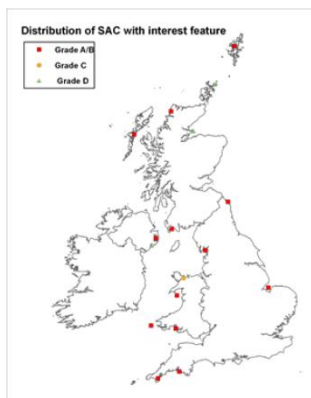 Distribution of SAC with interest feature
Grade A/B
Grade C
Grade D